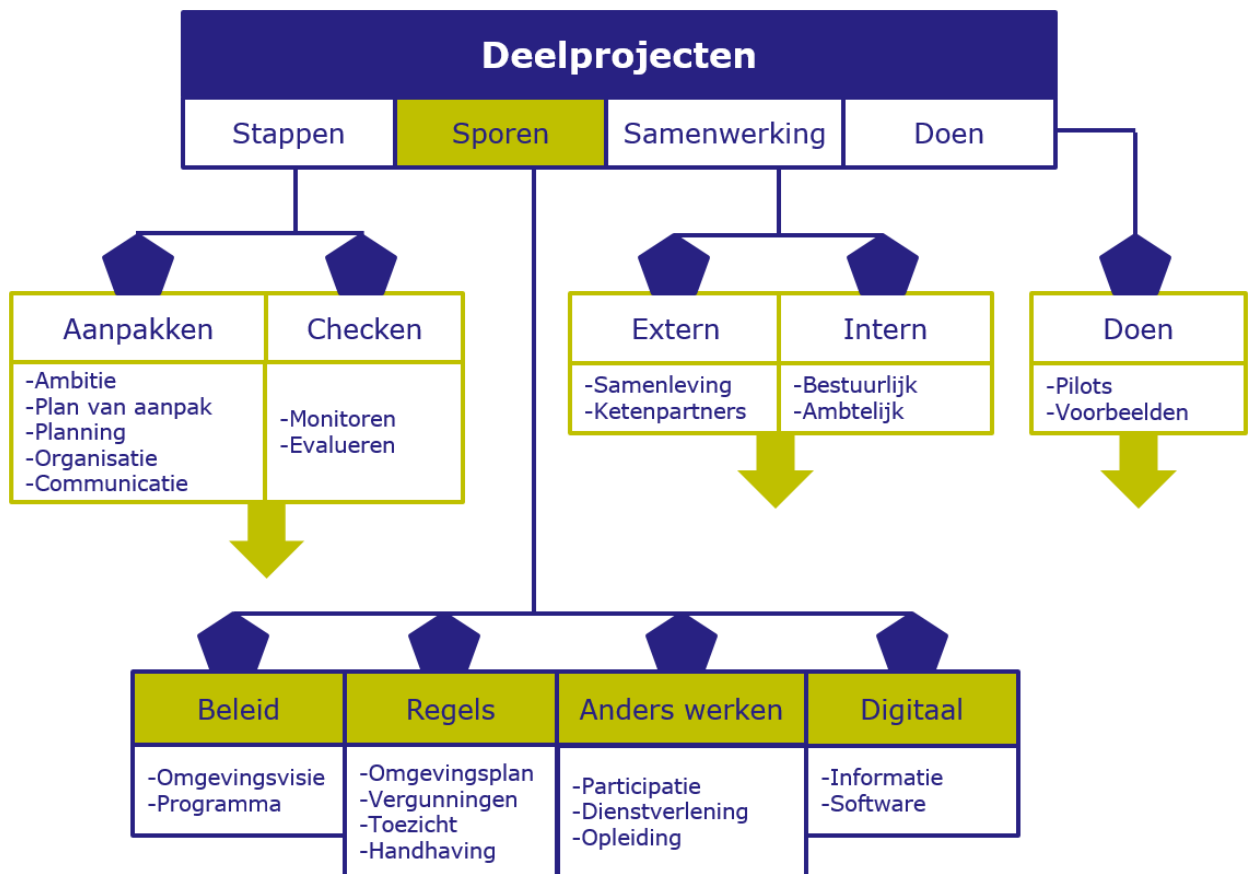 Deelprojecten
Stappen
Sporen
Samenwerking
Doen
Aanpakken
-Ambitie
-Plan van aanpak
-Planning
-Organisatie
-Communicatie
Checken
-Monitoren
-Evalueren
Extern
-Samenleving
-Ketenpartners
Intern
-Bestuurlijk
-Ambtelijk
Doen
-Pilots
-Voorbeelden
Beleid
-Omgevingsvisie
-Programma
Regels
-Omgevingsplan
-Vergunningen
-Toezicht
-Handhaving
Anders werken
-Participatie
-Dienstverlening
-Opleiding
Digitaal
-Informatie
-Software